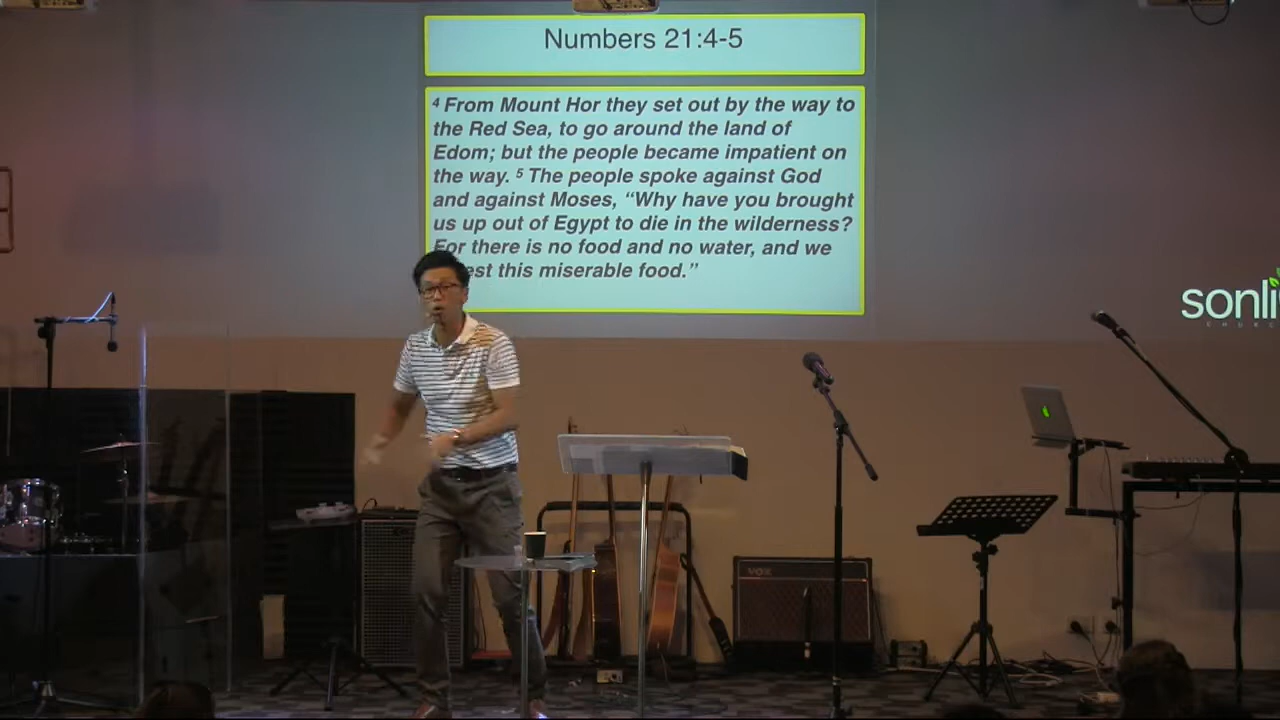 Numbers 21:4-5
4 From Mount Hor they set out by the way to
the Red Sea, to go around the land of
Edom; but the people became impatient on
the way. 5 The people spoke against God
and against Moses, “Why have you brought
us up out of Egypt to die in the wilderness?
For there is no food and no water, and we
est this miserable food.”
sonli
CHURC
VOX